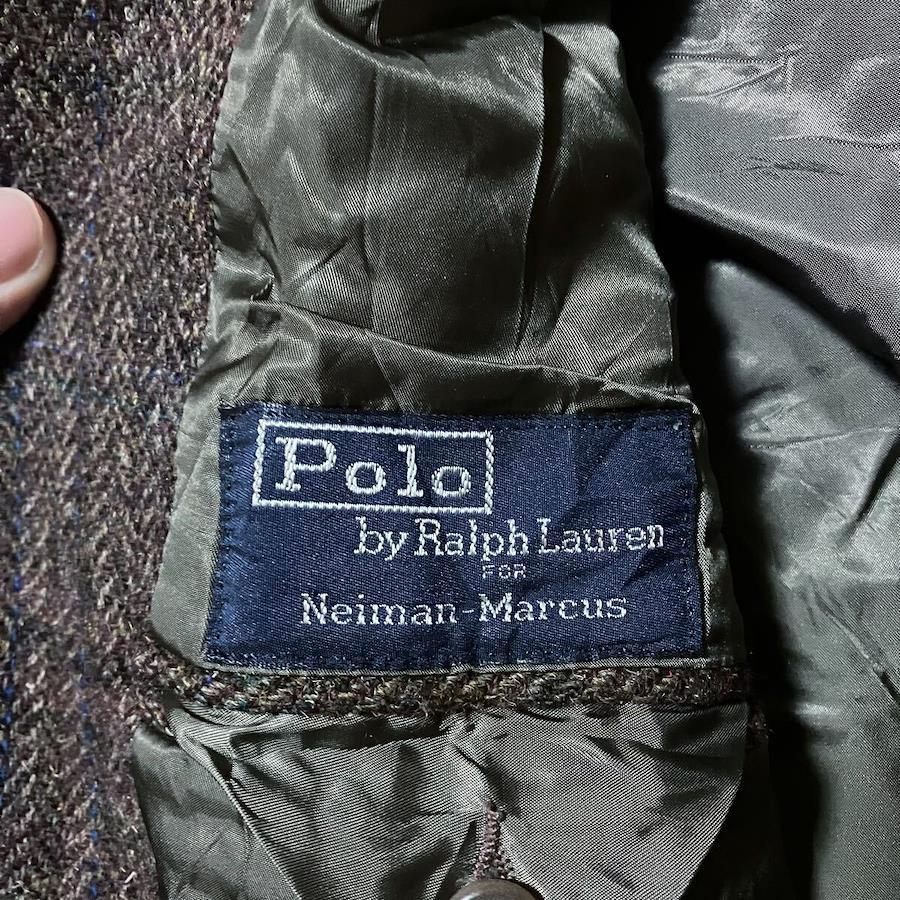 Polo
by Ralph Lauren
FOR
Neiman-Marcus